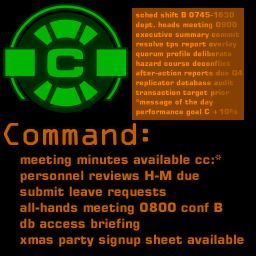 C
sched shift B 0745-1630
dept. heads meeting 0900
executive summary commit
resolve tps report overlay
quorum profile deliberate
hazard course deconflict
after-action reports due 04
replicator database audit
transaction target prior
*message of the day
performance goal C +10%
Command:
meeting minutes available cc:*
personnel reviews H-M due
submit leave requests
all-hands meeting 0800 conf B
db access briefing
xmas party signup sheet available